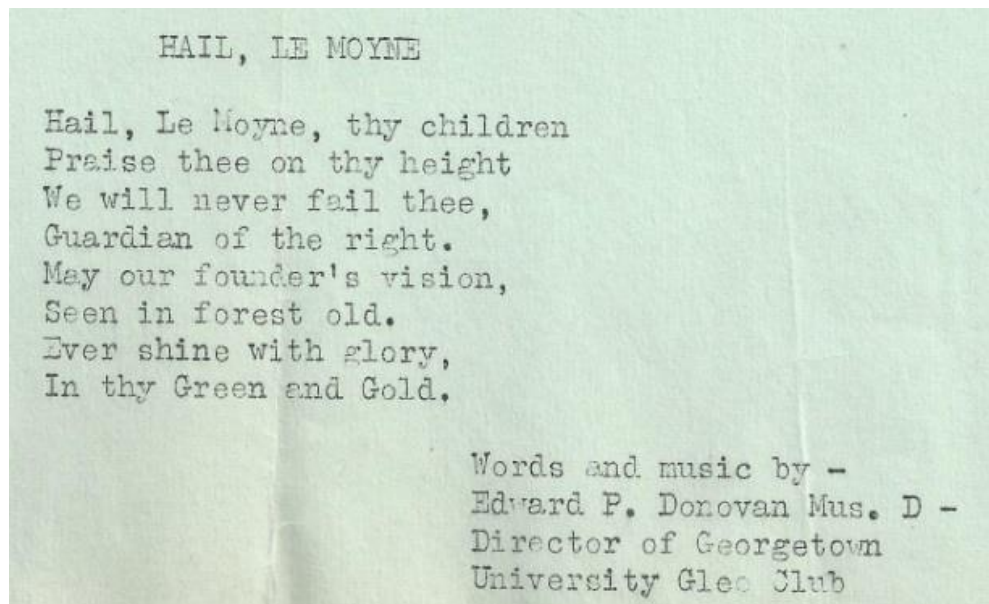 HAIL, LE MOYNE
Hail, Le Moyne, thy children
Praise thee on thy height
We will never fail thee,
Guardian of the right.
May our founder's vision,
Seen in forest old.
Ever shine with glory,
In thy Green and Gold.
Words and music by -
Edward P. Donovan Mus. D -
Director of Georgetown
University Glee Club